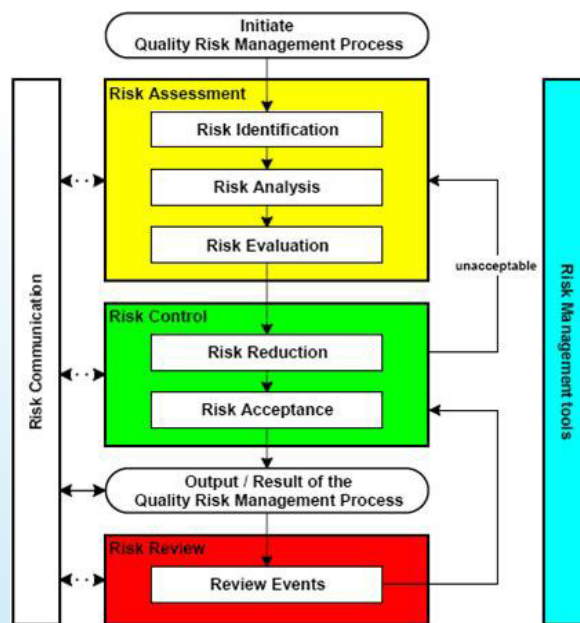 Initiate
Quality Risk Management Process
Risk Assessment
Risk Identification
Risk Analysis
Risk Evaluation
unacceptable
Risk Control
Risk Reduction
Risk Acceptance
Output / Result of the
Quality Risk Management Process
Risk Review
Review Events
Risk Communication
Risk Management tools